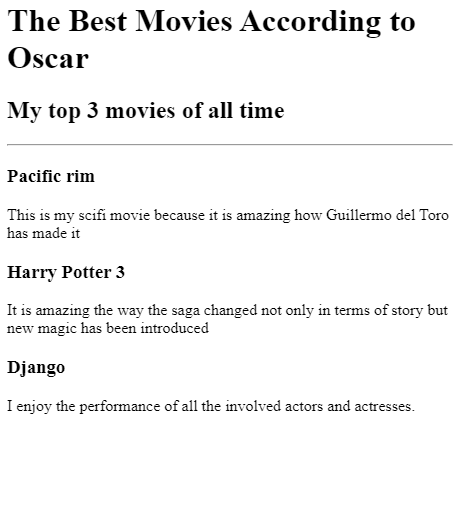 The Best Movies According to
Oscar
My top 3 movies of all time
Pacific rim
This is my scifi movie because it is amazing how Guillermo del Toro
has made it
Harry Potter 3
It is amazing the way the saga changed not only in terms of story but
new magic has been introduced
Django
I enjoy the performance of all the involved actors and actresses.